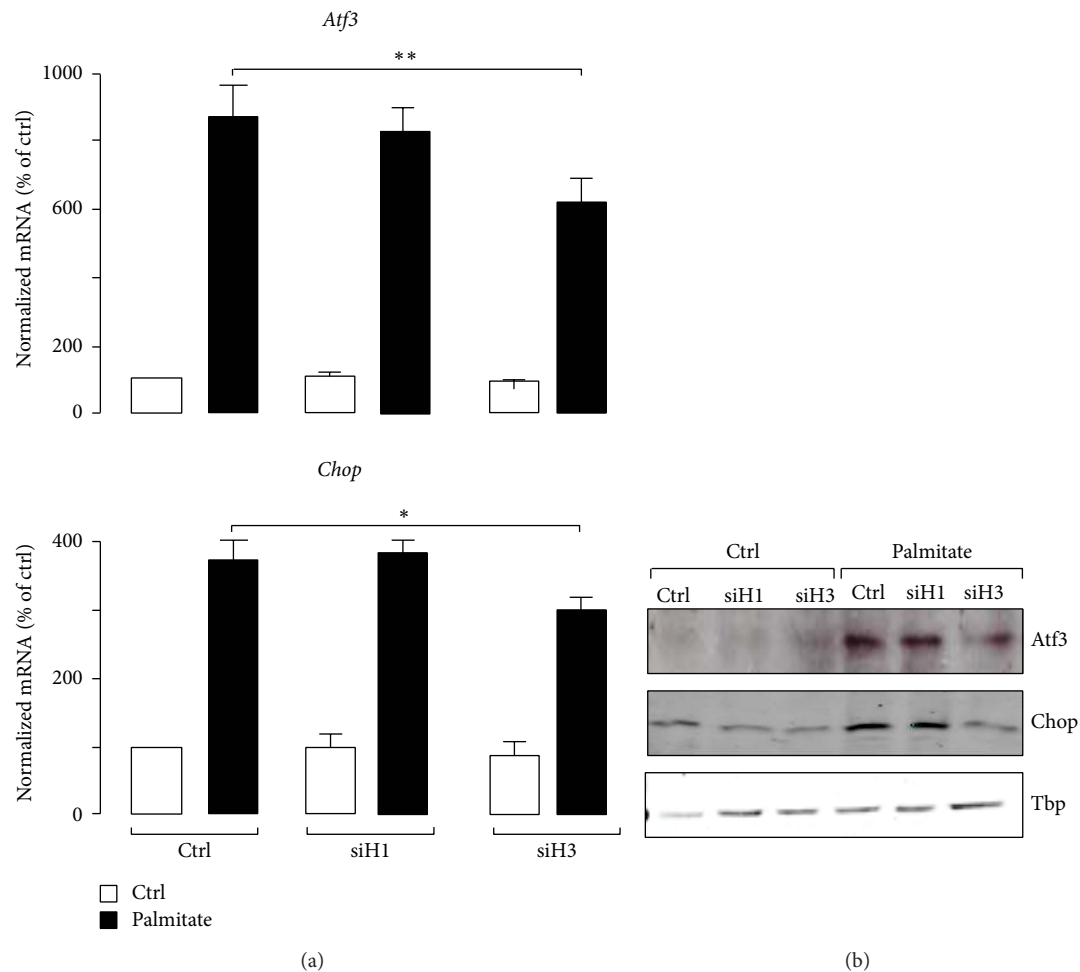 Atf3
**
Normalized mRNA (% of ctrl)
1000
600
200
0
Chop
*
Normalized mRNA (% of ctrl)
400
200
0
Ctrl siH1 siH3
Ctrl
Palmitate
(a)
Ctrl Palmitate
Ctrl siH1 siH3 Ctrl siH1 siH3
Atf3
Chop
Tbp
(b)